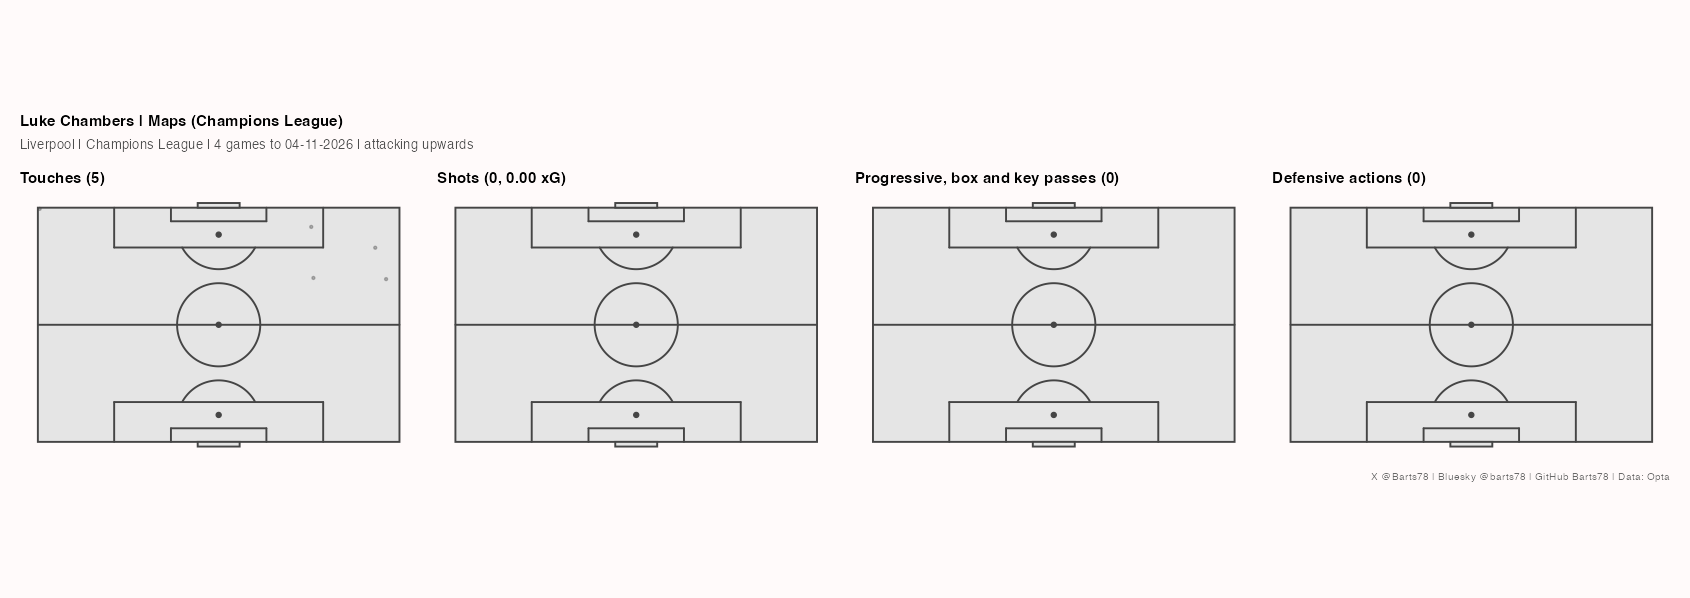 Luke Chambers | Maps (Champions League)
Liverpool | Champions League | 4 games to 04-11-2026 | attacking upwards
Touches (5)
Shots (0, 0.00 xG)
Progressive, box and key passes (0)
Defensive actions (0)
X @Barts78 | Bluesky @barts78 | GitHub Barts78 | Data: Opta